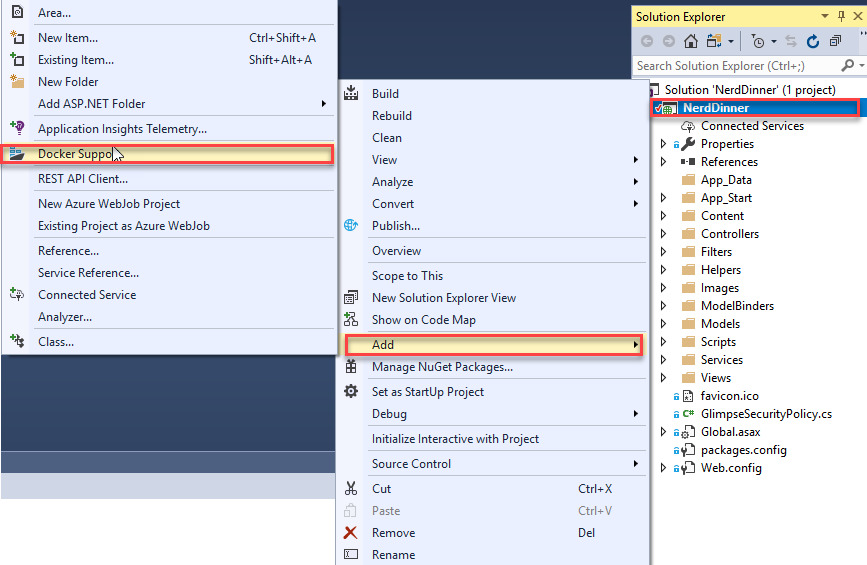 Area...
New Item... Ctrl+Shift+A
Existing Item... Shift+Alt+A
New Folder
Add ASP.NET Folder
Application Insights Telemetry...
Docker Suppo
REST API Client...
New Azure WebJob Project
Existing Project as Azure WebJob
Reference...
Service Reference...
Connected Service
Analyzer...
Class...
Build
Rebuild
Clean
View
Analyze
Convert
Publish...
Overview
Scope to This
New Solution Explorer View
Show on Code Map
Add
Manage NuGet Packages...
Set as StartUp Project
Debug
Initialize Interactive with Project
Source Control
Cut Ctrl+X
Paste Ctrl+V
Remove Del
Rename
Solution Explorer
Search Solution Explorer (Ctrl+;)
Solution 'NerdDinner' (1 project)
NerdDinner
Connected Services
Properties
References
App_Data
App_Start
Content
Controllers
Filters
Helpers
Images
ModelBinders
Models
Scripts
Services
Views
favicon.ico
C# GlimpseSecurityPolicy.cs
Global.asax
packages.config
Web.config